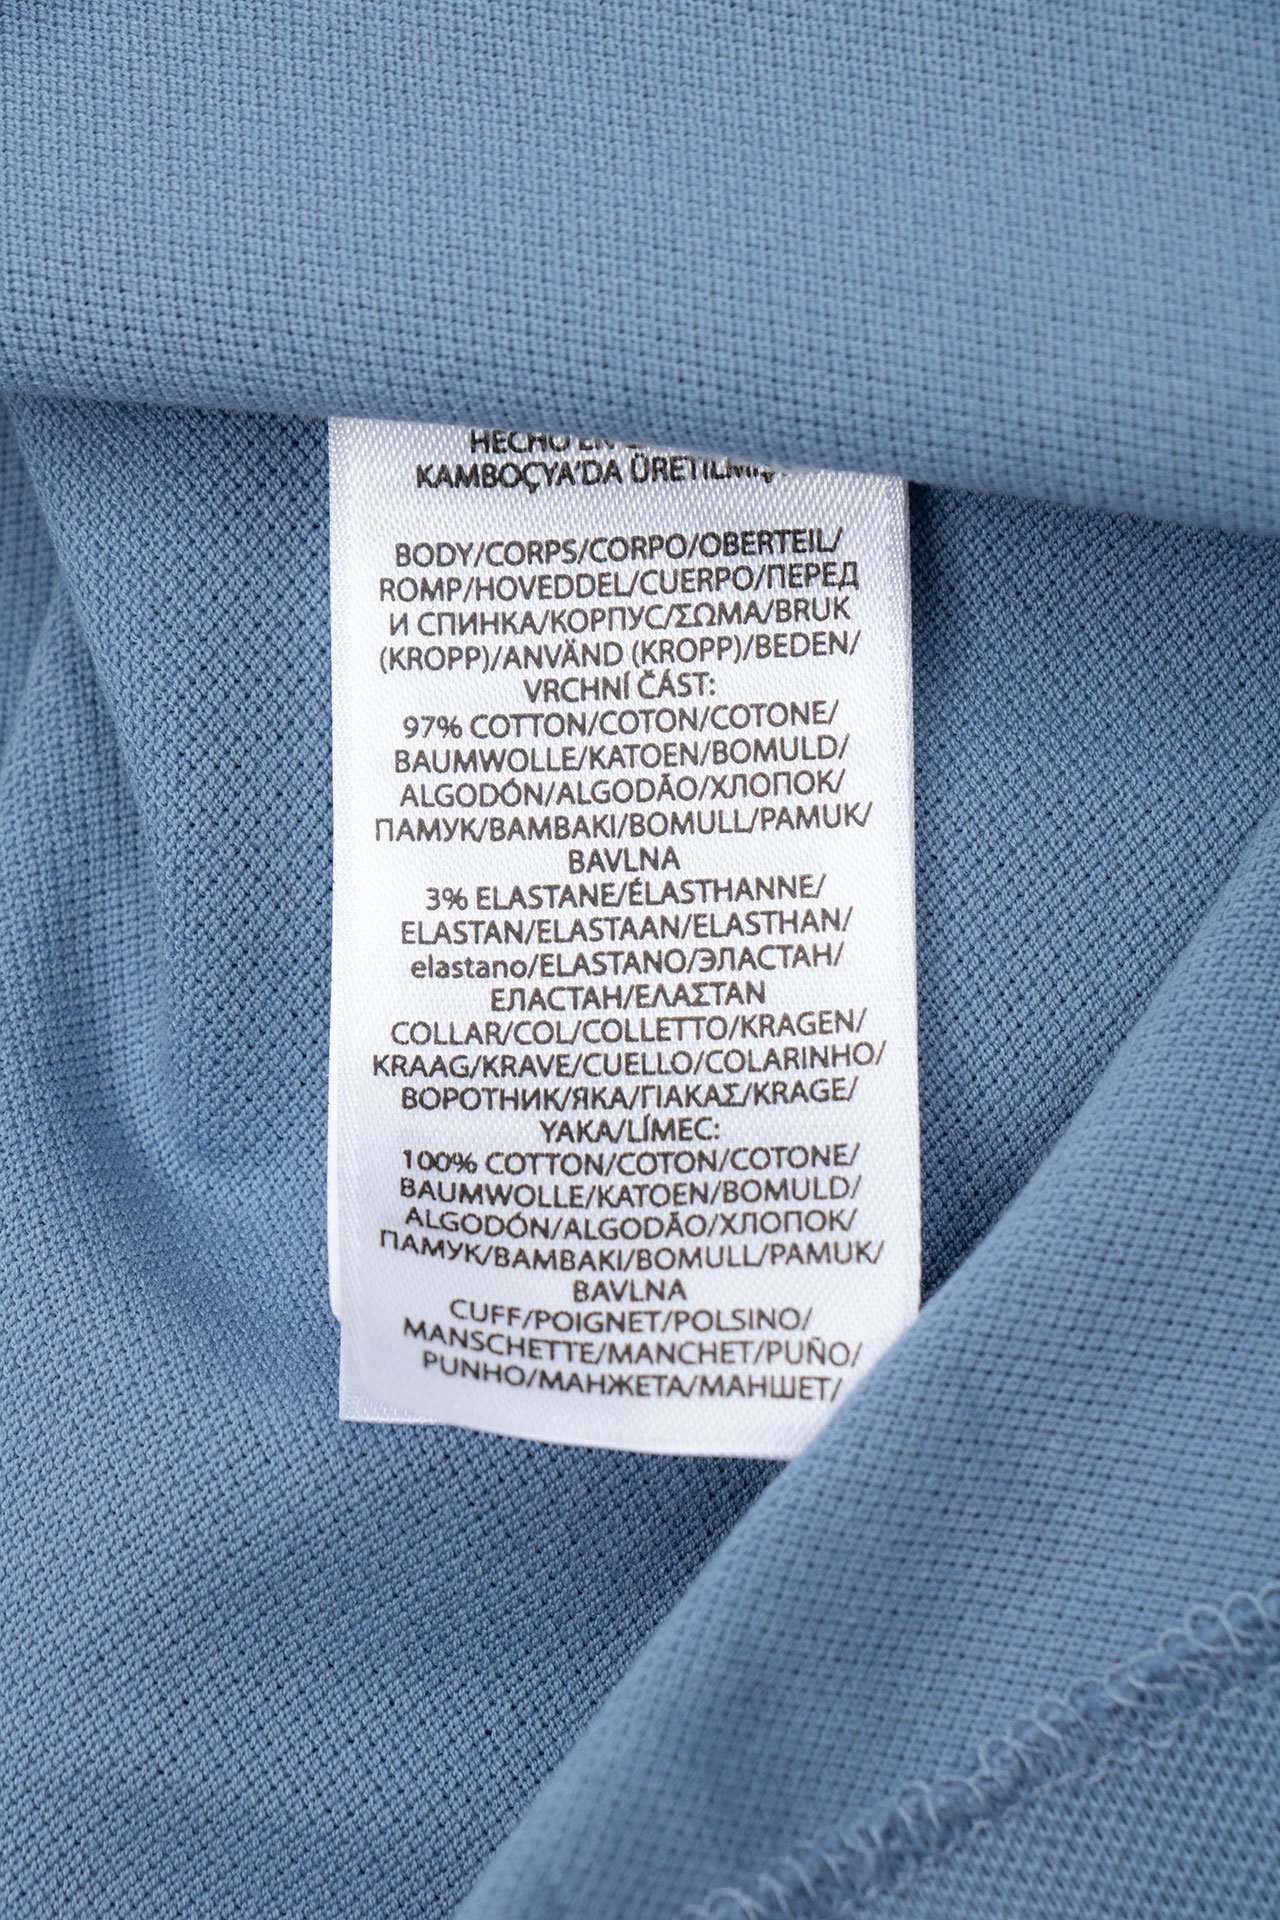 HECHO EN
KAMBOÇYA'DA ÜRETILMIŞ
BODY/CORPS/CORPO/OBERTEIL/
ROMP/HOVEDDEL/CUERPO/ПЕРЕД
И СПИНКА/КОРПУС/ΣΩΜΑ/BRUK
(KROPP)/ANVÄND (KROPP)/BEDEN/
VRCHNÍ ČÁST:
97% COTTON/COTON/COTONE/
BAUMWOLLE/KATOEN/BOMULD/
ALGODÓN/ALGODÃO/ХЛОПОК/
ПАМУК/BAMBAKI/BOMULL/PAMUK/
BAVLNA
3% ELASTANE/ÉLASTHANNE/
ELASTAN/ELASTAAN/ELASTHAN/
elastano/ELASTANO/ЭЛАСТАН/
ЕЛАСТАН/ΕΛΑΣΤΑΝ
COLLAR/COL/COLLETTO/KRAGEN/
KRAAG/KRAVE/CUELLO/COLARINHO/
ВОРОТНИК/ЯКА/ΓΙΑΚΑΣ/KRAGE/
YAKA/LÍMEC:
100% COTTON/COTON/COTONE/
BAUMWOLLE/KATOEN/BOMULD/
ALGODÓN/ALGODÃO/ХЛОПОК/
ПАМУК/BAMBAKI/BOMULL/PAMUK/
BAVLNA
CUFF/POIGNET/POLSINO/
MANSCHETTE/MANCHET/PUÑO/
PUNHO/МАНЖЕТА/МАНШЕТ/